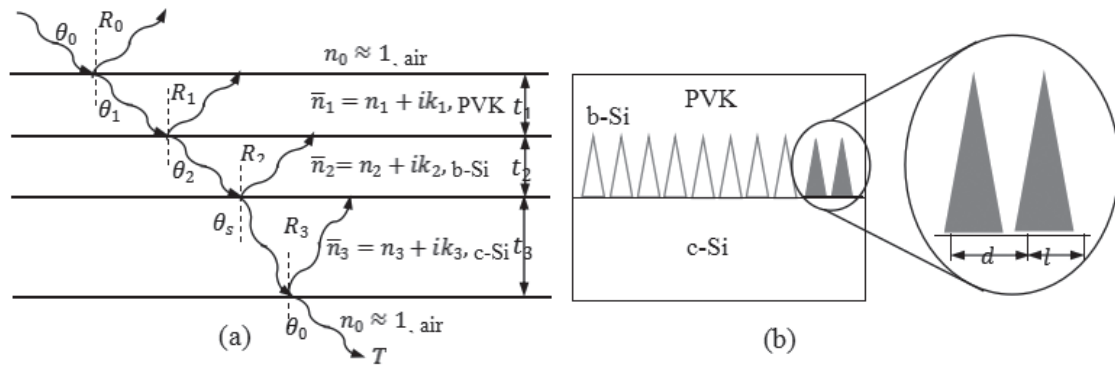 θ₀ R₀
n₀ ≈ 1, air
θ₁ R₁ n̅₁ = n₁ + ik₁, PVK t₁
θ₂ R₂ n̅₂= n₂ + ik₂, b-Si t₂
θₛ R₃ n̅₃ = n₃ + ik₃, c-Si t₃
θ₀ n₀ ≈ 1, air
T
(a)
PVK
b-Si
c-Si
d l
(b)